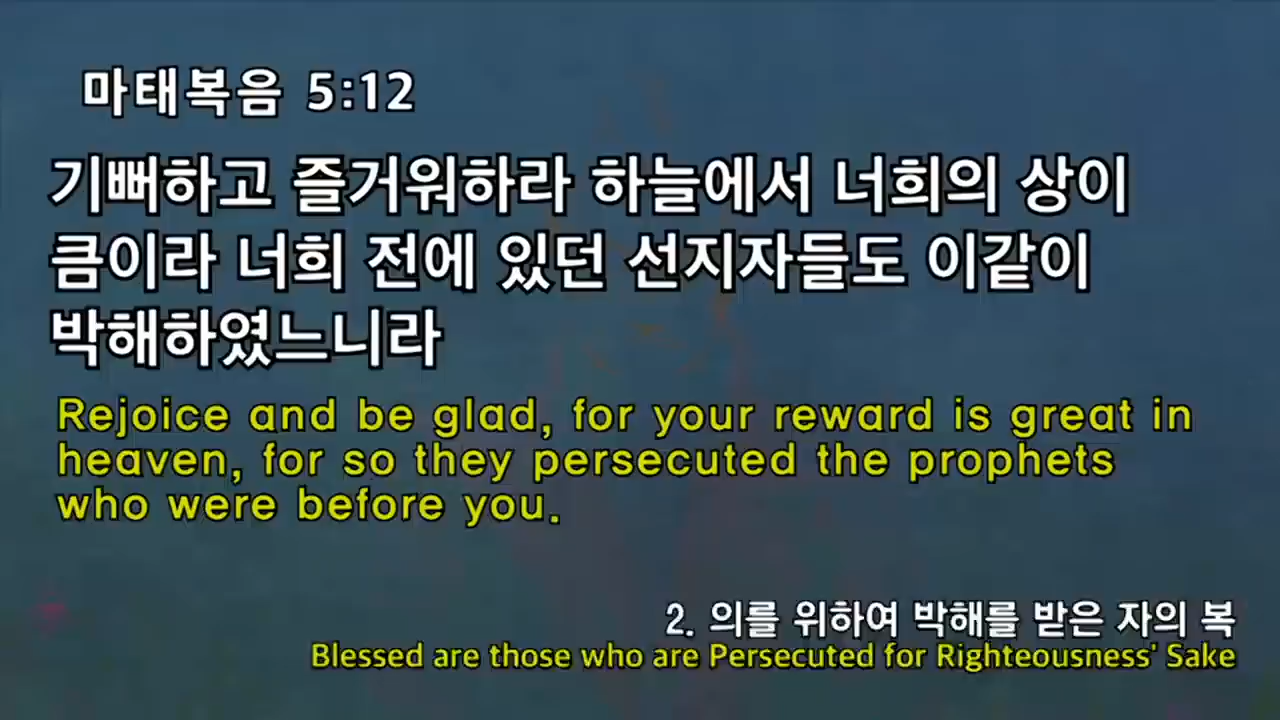 마태복음 5:12
기뻐하고 즐거워하라 하늘에서 너희의 상이
큼이라 너희 전에 있던 선지자들도 이같이
박해하였느니라
Rejoice and be glad, for your reward is great in
heaven, for so they persecuted the prophets
who were before you.
2. 의를 위하여 박해를 받은 자의 복
Blessed are those who are Persecuted for Righteousness' Sake